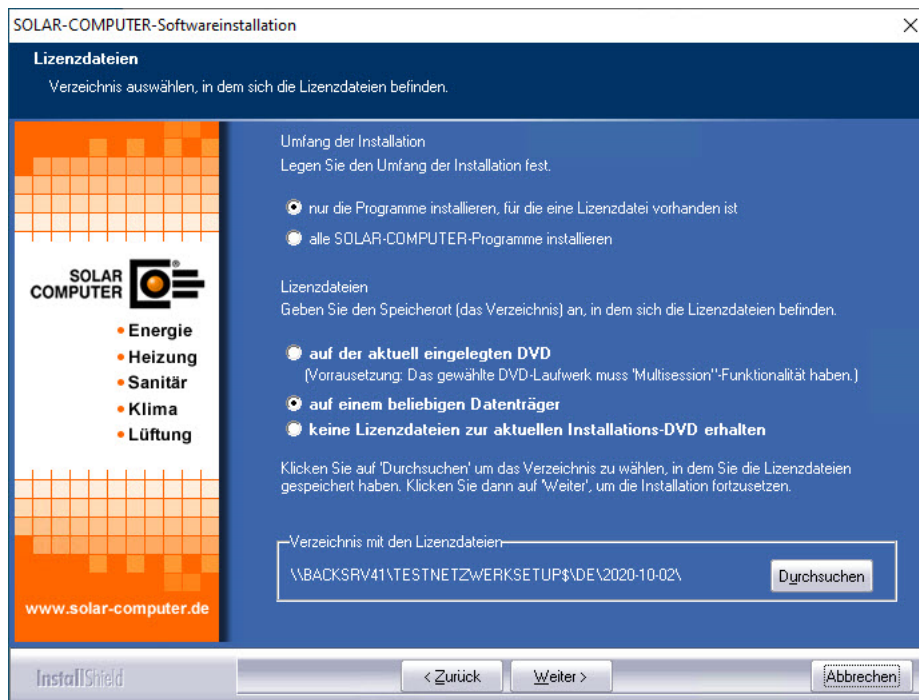 SOLAR-COMPUTER-Softwareinstallation
Lizenzdateien
Verzeichnis auswählen, in dem sich die Lizenzdateien befinden.
SOLAR
COMPUTER
®
• Energie
• Heizung
• Sanitär
• Klima
• Lüftung
www.solar-computer.de
Umfang der Installation
Legen Sie den Umfang der Installation fest.
nur die Programme installieren, für die eine Lizenzdatei vorhanden ist
alle SOLAR-COMPUTER-Programme installieren
Lizenzdateien
Geben Sie den Speicherort (das Verzeichnis) an, in dem sich die Lizenzdateien befinden.
auf der aktuell eingelegten DVD
(Vorrausetzung: Das gewählte DVD-Laufwerk muss 'Multisession''-Funktionalität haben.)
auf einem beliebigen Datenträger
keine Lizenzdateien zur aktuellen Installations-DVD erhalten
Klicken Sie auf 'Durchsuchen' um das Verzeichnis zu wählen, in dem Sie die Lizenzdateien
gespeichert haben. Klicken Sie dann auf 'Weiter', um die Installation fortzusetzen.
Verzeichnis mit den Lizenzdateien
\\BACKSRV41\TESTNETZWERKSETUP$\DE\2020-10-02\
Durchsuchen
InstallShield
< Zurück
Weiter >
Abbrechen